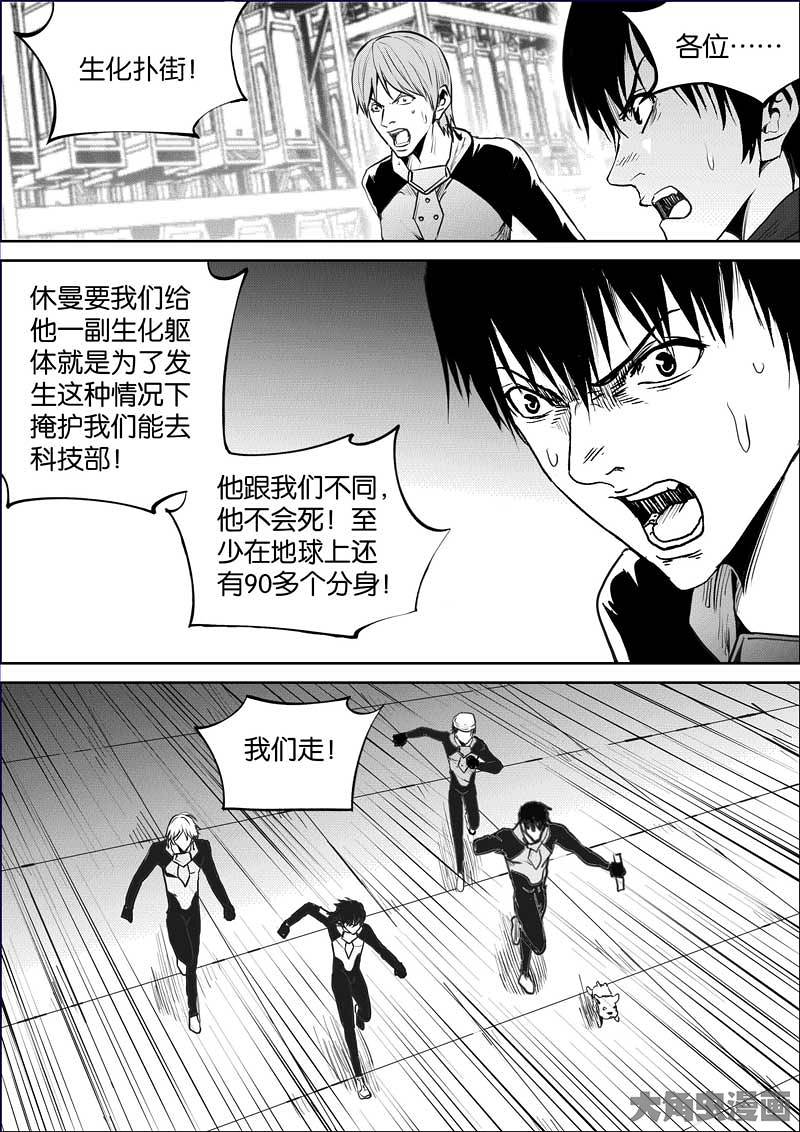 生化扑街！
各位……
休曼要我们给
他一副生化躯
体就是为了发
生这种情况下
掩护我们能去
科技部！
他跟我们不同，
他不会死！至
少在地球上还
有90多个分身！
我们走！
大角虫漫画